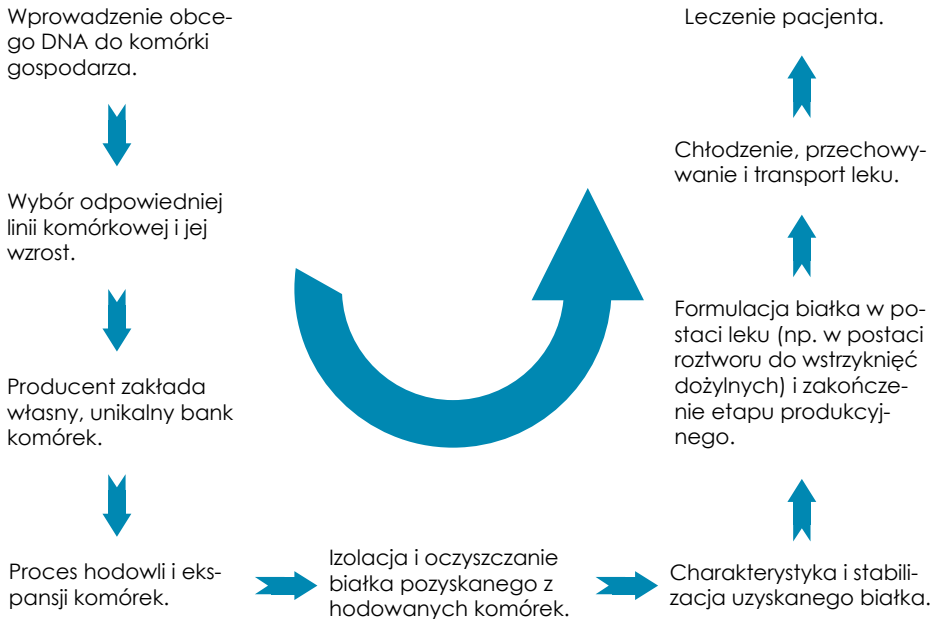 Wprowadzenie obce-
go DNA do komórki
gospodarza.
Wybór odpowiedniej
linii komórkowej i jej
wzrost.
Producent zakłada
własny, unikalny bank
komórek.
Proces hodowli i eks-
pansji komórek.
Izolacja i oczyszczanie
białka pozyskanego z
hodowanych komórek.
Charakterystyka i stabili-
zacja uzyskanego białka.
Formulacja białka w po-
staci leku (np. w postaci
roztworu do wstrzyknięć
dożylnych) i zakończe-
nie etapu produkcyj-
nego.
Chłodzenie, przechowy-
wanie i transport leku.
Leczenie pacjenta.